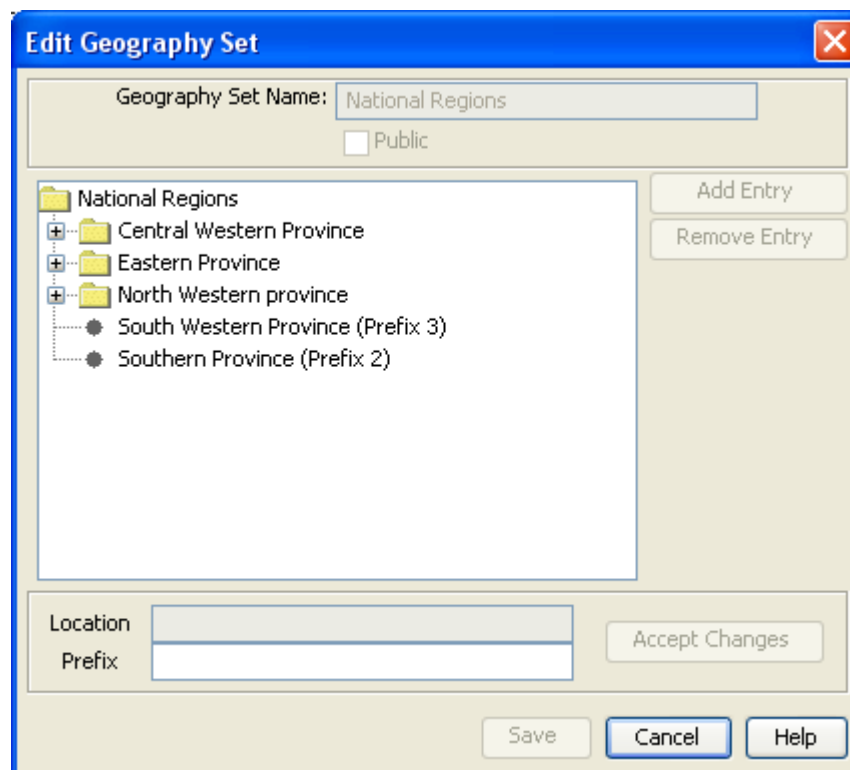 Edit Geography Set
Geography Set Name: National Regions
Public
National Regions
Add Entry
Central Western Province
Remove Entry
Eastern Province
North Western province
South Western Province (Prefix 3)
Southern Province (Prefix 2)
Location
Accept Changes
Prefix
Save Cancel Help